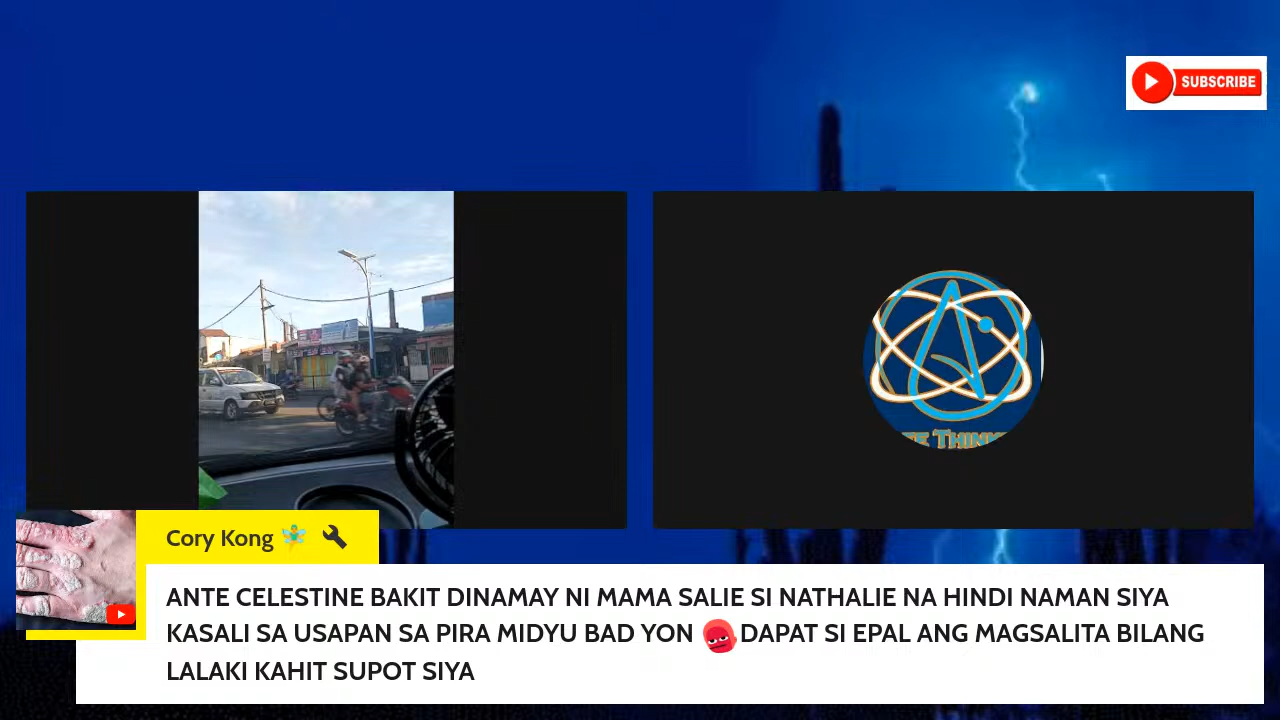 SUBSCRIBE
THINK
Cory Kong
ANTE CELESTINE BAKIT DINAMAY NI MAMA SALIE SI NATHALIE NA HINDI NAMAN SIYA
KASALI SA USAPAN SA PIRA MIDYU BAD YON DAPAT SI EPAL ANG MAGSALITA BILANG
LALAKI KAHIT SUPOT SIYA